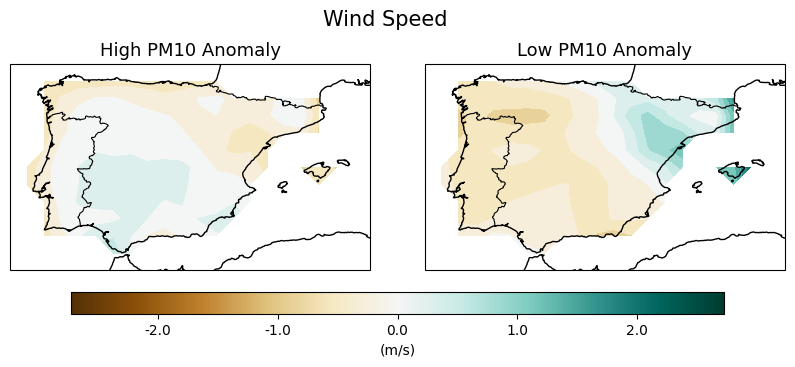 Wind Speed
High PM10 Anomaly
Low PM10 Anomaly
-2.0 -1.0 0.0 1.0 2.0
(m/s)